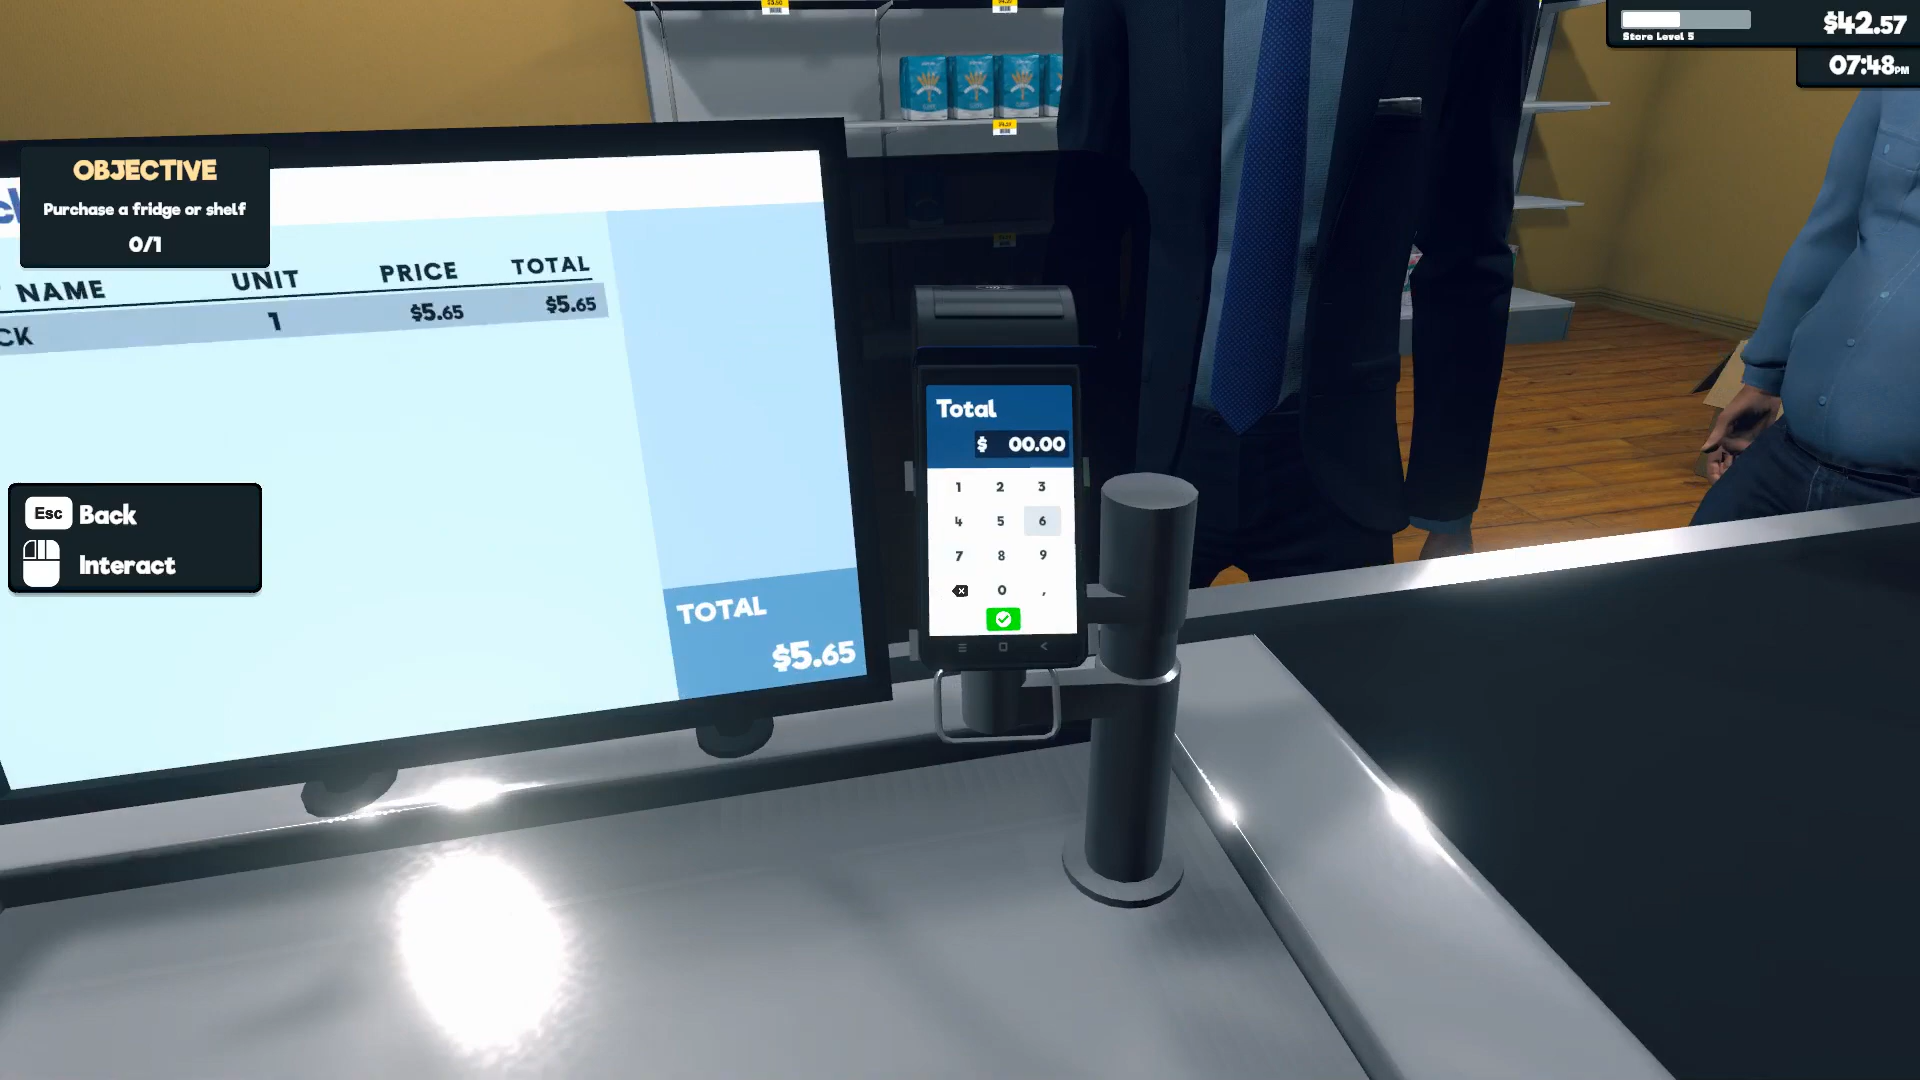 $42.57
Store Level 5
07:48PM
OBJECTIVE
Purchase a fridge or shelf
0/1
NAME UNIT PRICE TOTAL
CK 1 $5.65 $5.65
TOTAL
$5.65
Esc Back
Interact
Total
$ 00.00
1 2 3
4 5 6
7 8 9
0 ,